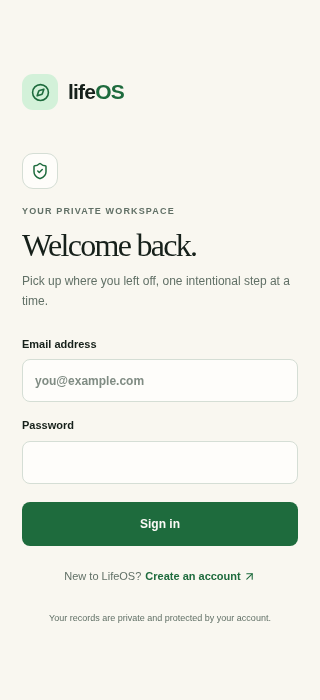 lifeOS
YOUR PRIVATE WORKSPACE
Welcome back.
Pick up where you left off, one intentional step at a
time.
Email address
you@example.com
Password
Sign in
New to LifeOS? Create an account
Your records are private and protected by your account.